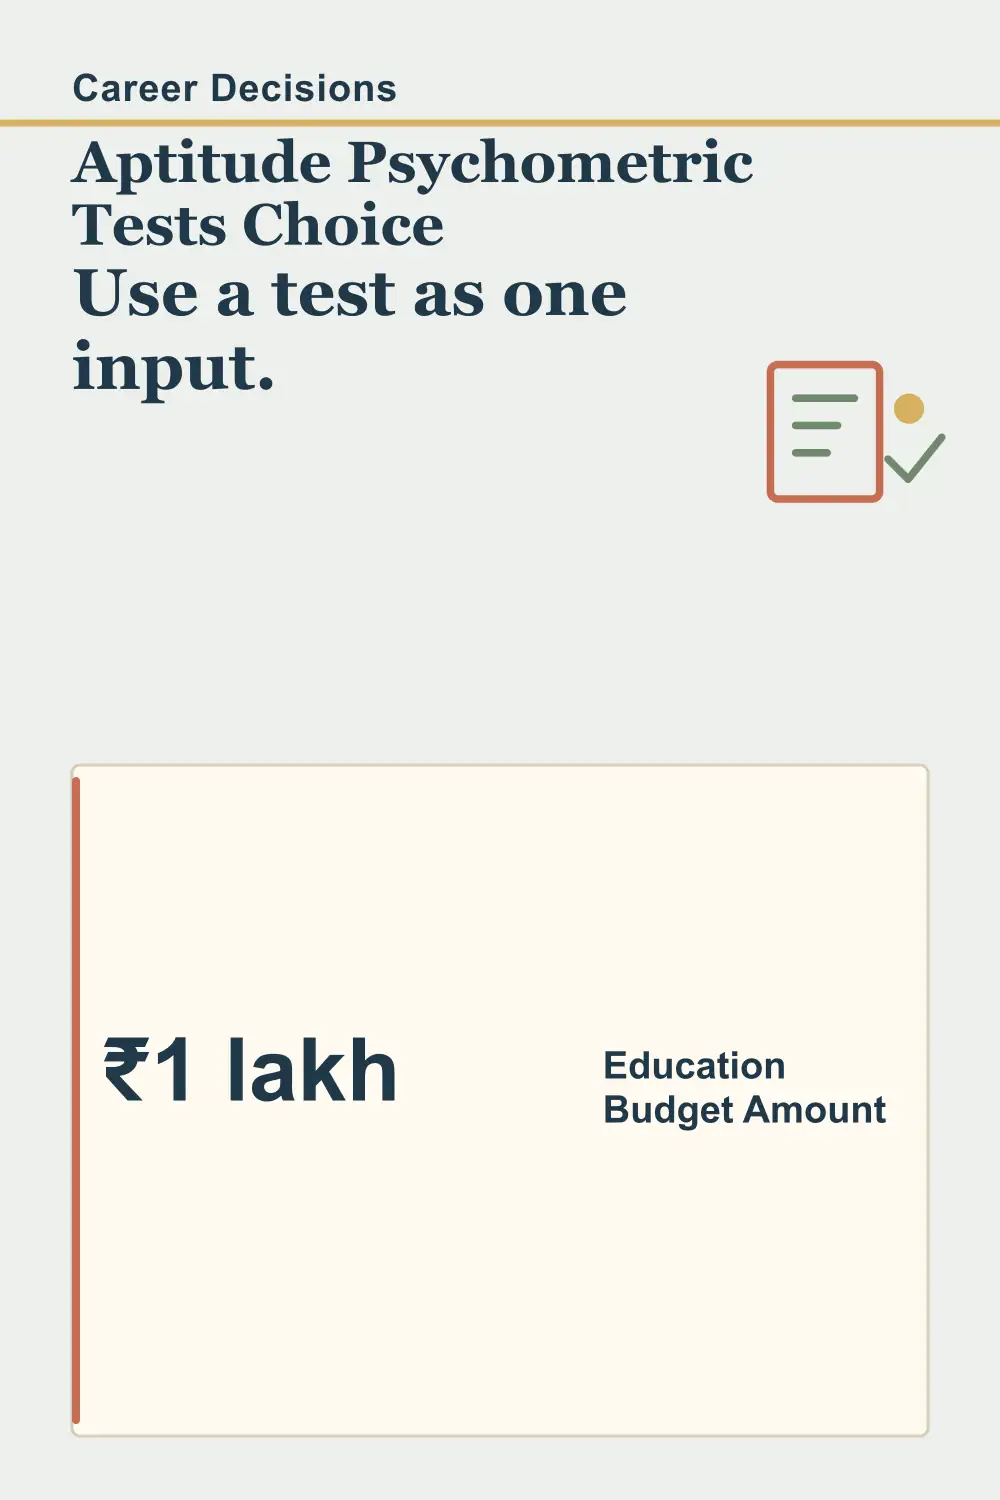 Career Decisions
Aptitude Psychometric
Tests Choice
Use a test as one
input.
₹1 lakh
Education
Budget Amount